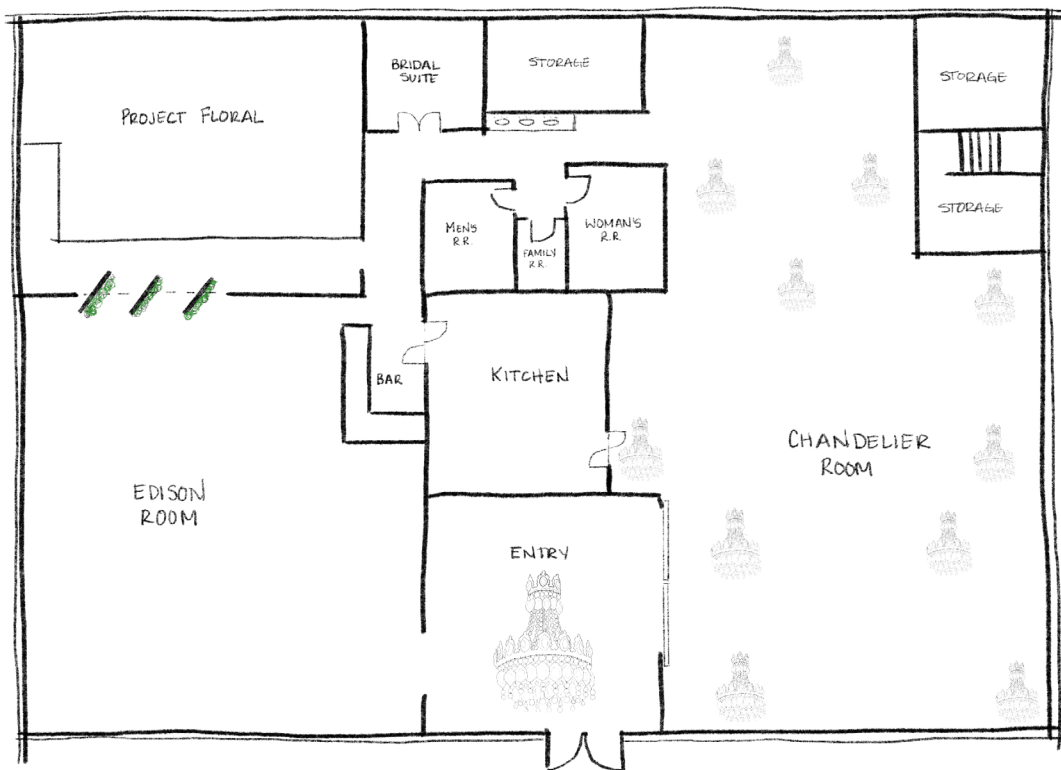 BRIDAL
SUITE
STORAGE
STORAGE
PROJECT FLORAL
STORAGE
MEN'S
R.R.
WOMAN'S
R.R.
FAMILY
R.R.
BAR
KITCHEN
CHANDELIER
ROOM
EDISON
ROOM
ENTRY